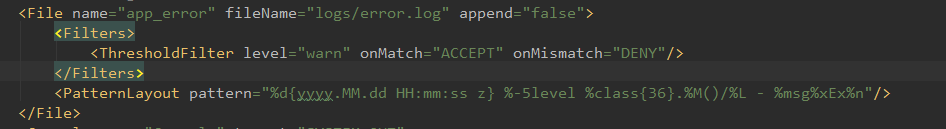 <File name="app_error" fileName="logs/error.log" append="false">
<Filters>
<ThresholdFilter level="warn" onMatch="ACCEPT" onMismatch="DENY"/>
</Filters>
<PatternLayout pattern="%d{yyyy.MM.dd HH:mm:ss z} %-5level %class{36}.%M()/%L - %msg%xEx%n"/>
</File>